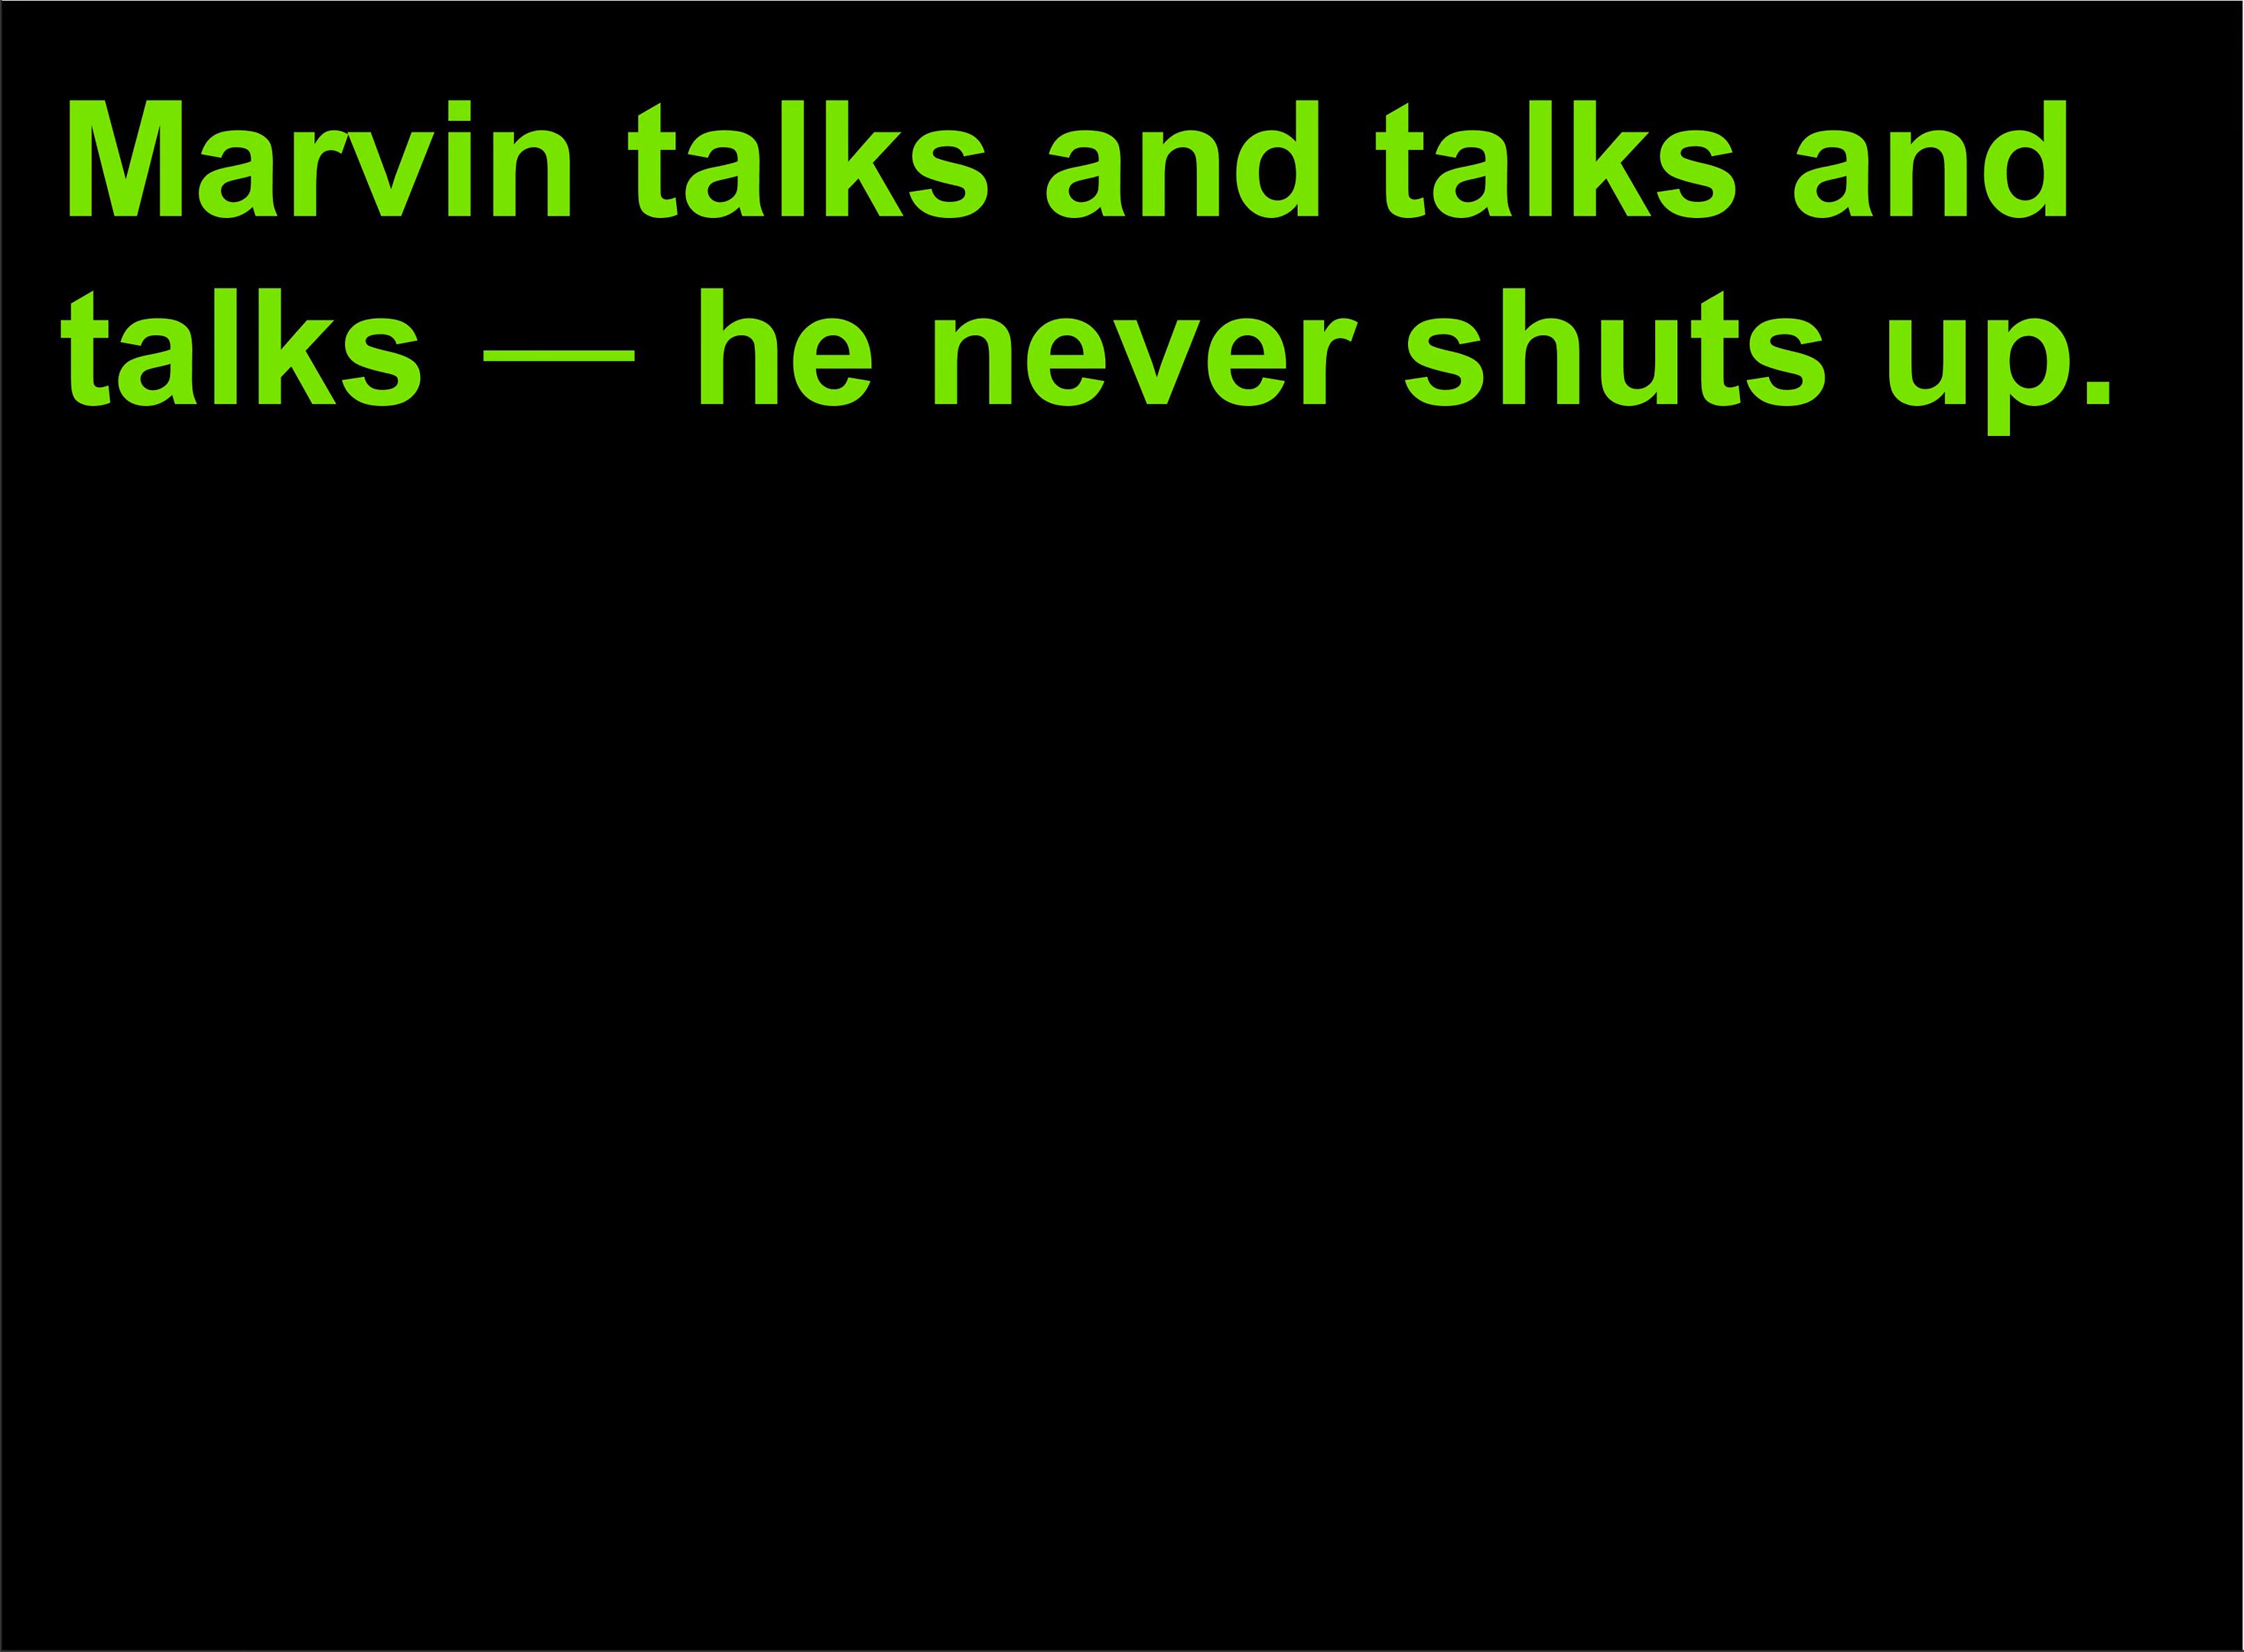 Marvin talks and talks and
talks — he never shuts up.